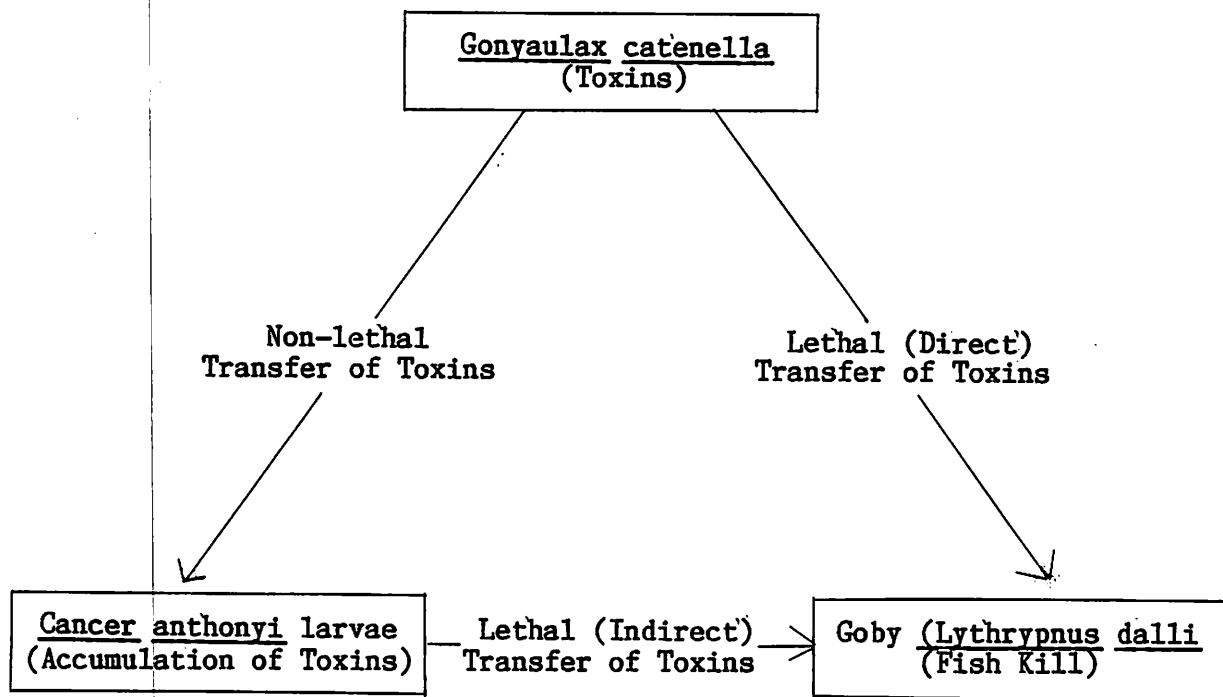 Gonyaulax catenella
(Toxins)
Non-lethal
Transfer of Toxins
Lethal (Direct)
Transfer of Toxins
Cancer anthonyi larvae
(Accumulation of Toxins)
Lethal (Indirect)
Transfer of Toxins
Goby (Lythrypnus dalli
(Fish Kill)